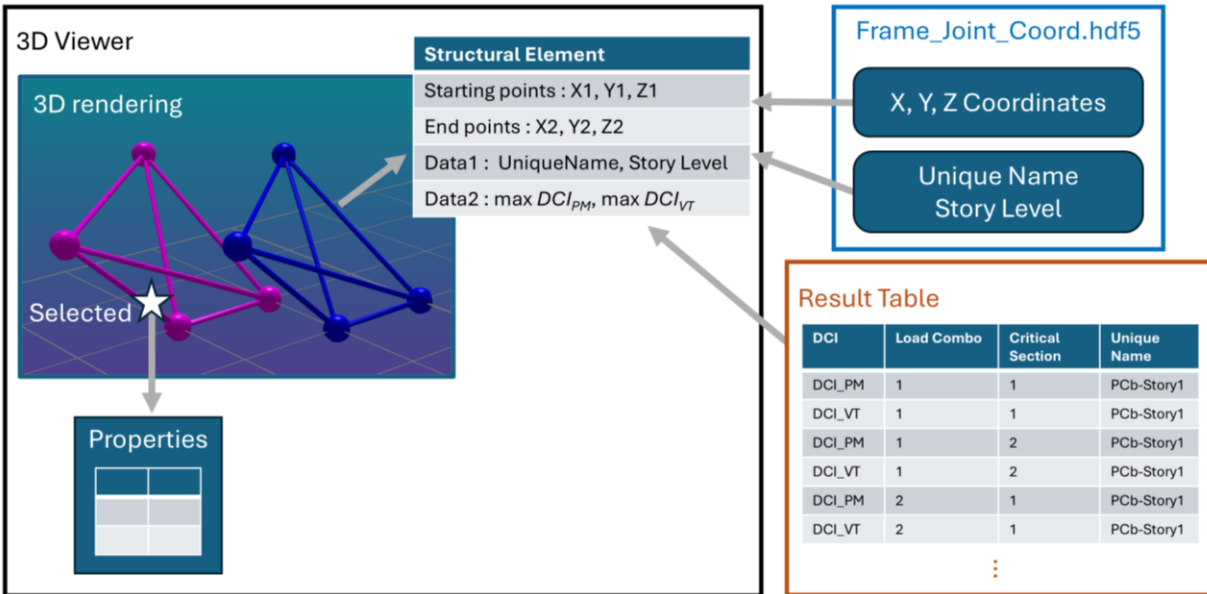 3D Viewer
3D rendering
Selected
Properties
Structural Element
Starting points : X1, Y1, Z1
End points : X2, Y2, Z2
Data1 : UniqueName, Story Level
Data2 : max DCI_PM, max DCI_VT
Frame_Joint_Coord.hdf5
X, Y, Z Coordinates
Unique Name
Story Level
Result Table
DCI Load Combo Critical Section Unique Name
DCI_PM 1 1 PCb-Story1
DCI_VT 1 1 PCb-Story1
DCI_PM 1 2 PCb-Story1
DCI_VT 1 2 PCb-Story1
DCI_PM 2 1 PCb-Story1
DCI_VT 2 1 PCb-Story1
⋮